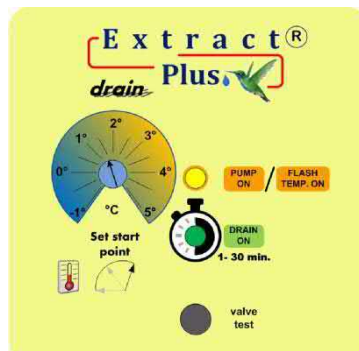 Extract®
Plus
drain
-1° 0° 1° 2° 3° 4° 5°
°C
PUMP ON / FLASH TEMP. ON
Set start
point
DRAIN
ON
1- 30 min.
valve
test